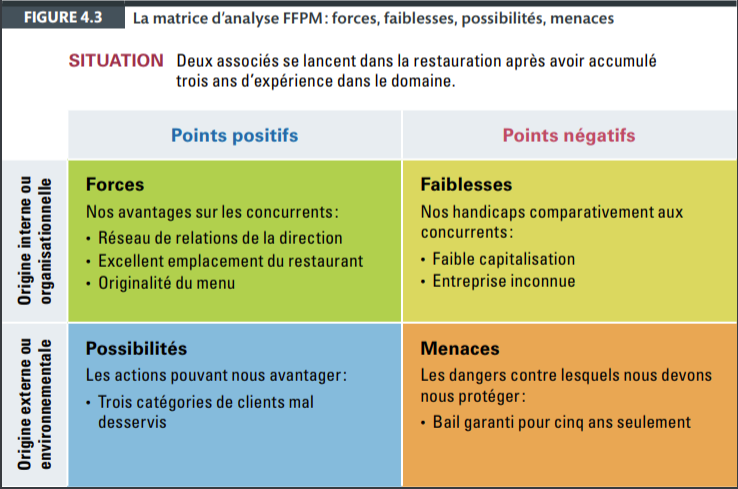 FIGURE 4.3 La matrice d'analyse FFPM : forces, faiblesses, possibilités, menaces
SITUATION Deux associés se lancent dans la restauration après avoir accumulé
trois ans d'expérience dans le domaine.
Points positifs
Points négatifs
Origine interne ou
organisationnelle
Forces
Nos avantages sur les concurrents :
• Réseau de relations de la direction
• Excellent emplacement du restaurant
• Originalité du menu
Faiblesses
Nos handicaps comparativement aux
concurrents :
• Faible capitalisation
• Entreprise inconnue
Origine externe ou
environnementale
Possibilités
Les actions pouvant nous avantager :
• Trois catégories de clients mal
desservis
Menaces
Les dangers contre lesquels nous devons
nous protéger :
• Bail garanti pour cinq ans seulement